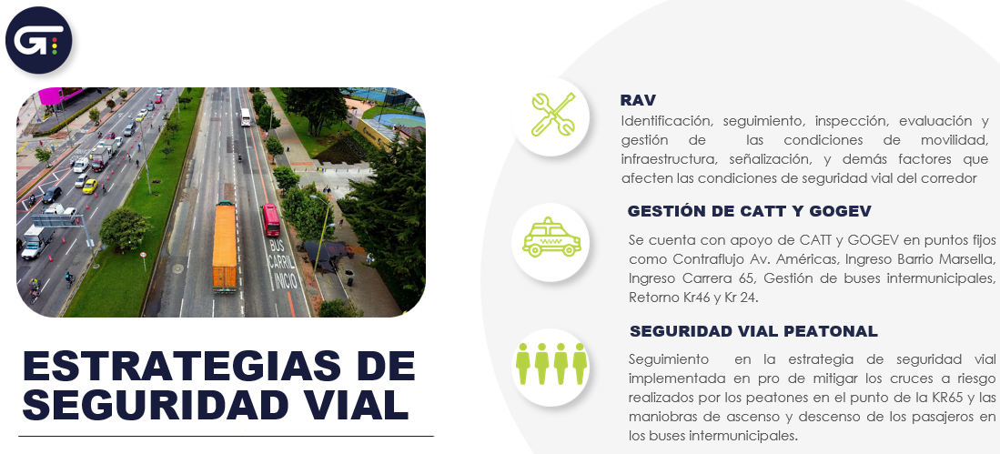 G
BUS
CARRIL
INICIO
ESTRATEGIAS DE
SEGURIDAD VIAL
RAV
Identificación, seguimiento, inspección, evaluación y
gestión de las condiciones de movilidad,
infraestructura, señalización, y demás factores que
afecten las condiciones de seguridad vial del corredor
GESTIÓN DE CATT Y GOGEV
Se cuenta con apoyo de CATT y GOGEV en puntos fijos
como Contraflujo Av. Américas, Ingreso Barrio Marsella,
Ingreso Carrera 65, Gestión de buses intermunicipales,
Retorno Kr46 y Kr 24.
SEGURIDAD VIAL PEATONAL
Seguimiento en la estrategia de seguridad vial
implementada en pro de mitigar los cruces a riesgo
realizados por los peatones en el punto de la KR65 y las
maniobras de ascenso y descenso de los pasajeros en
los buses intermunicipales.